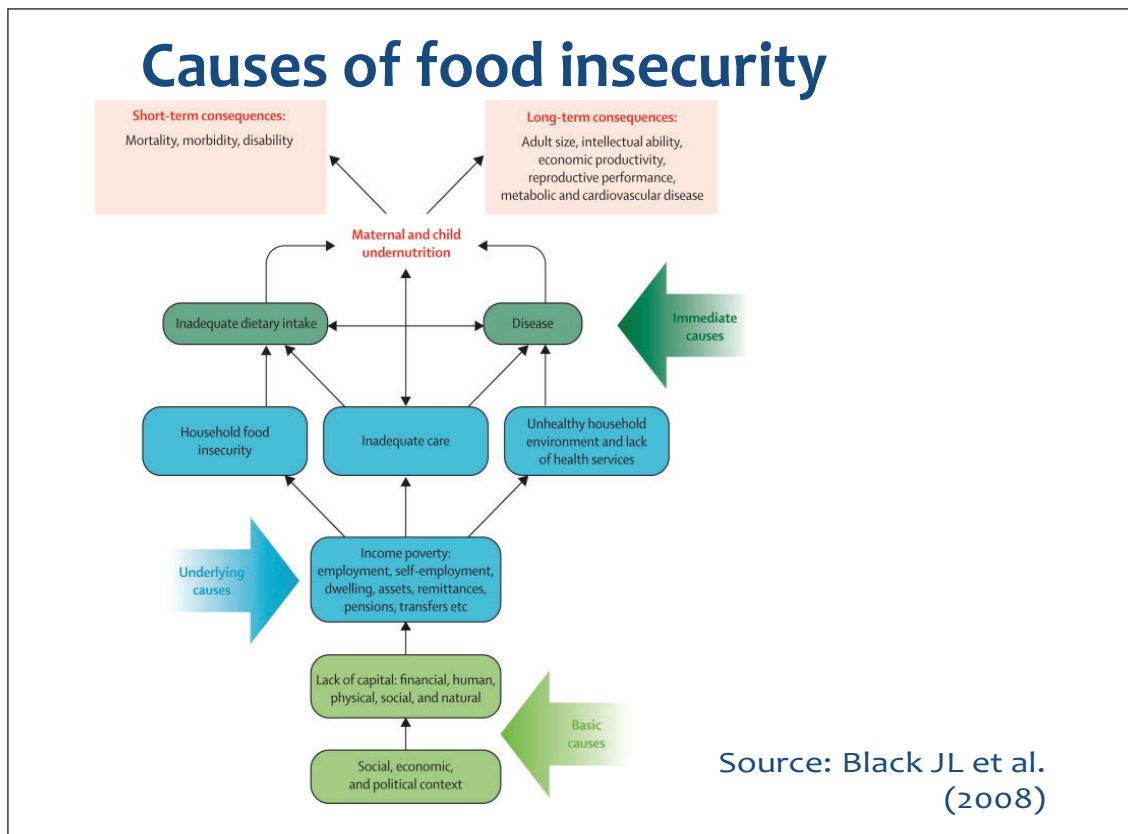 Causes of food insecurity
Short-term consequences:
Mortality, morbidity, disability
Long-term consequences:
Adult size, intellectual ability,
economic productivity,
reproductive performance,
metabolic and cardiovascular disease
Maternal and child
undernutrition
Inadequate dietary intake
Disease
Immediate
causes
Household food
insecurity
Inadequate care
Unhealthy household
environment and lack
of health services
Underlying
causes
Income poverty:
employment, self-employment,
dwelling, assets, remittances,
pensions, transfers etc
Lack of capital: financial, human,
physical, social, and natural
Basic
causes
Social, economic,
and political context
Source: Black JL et al.
(2008)